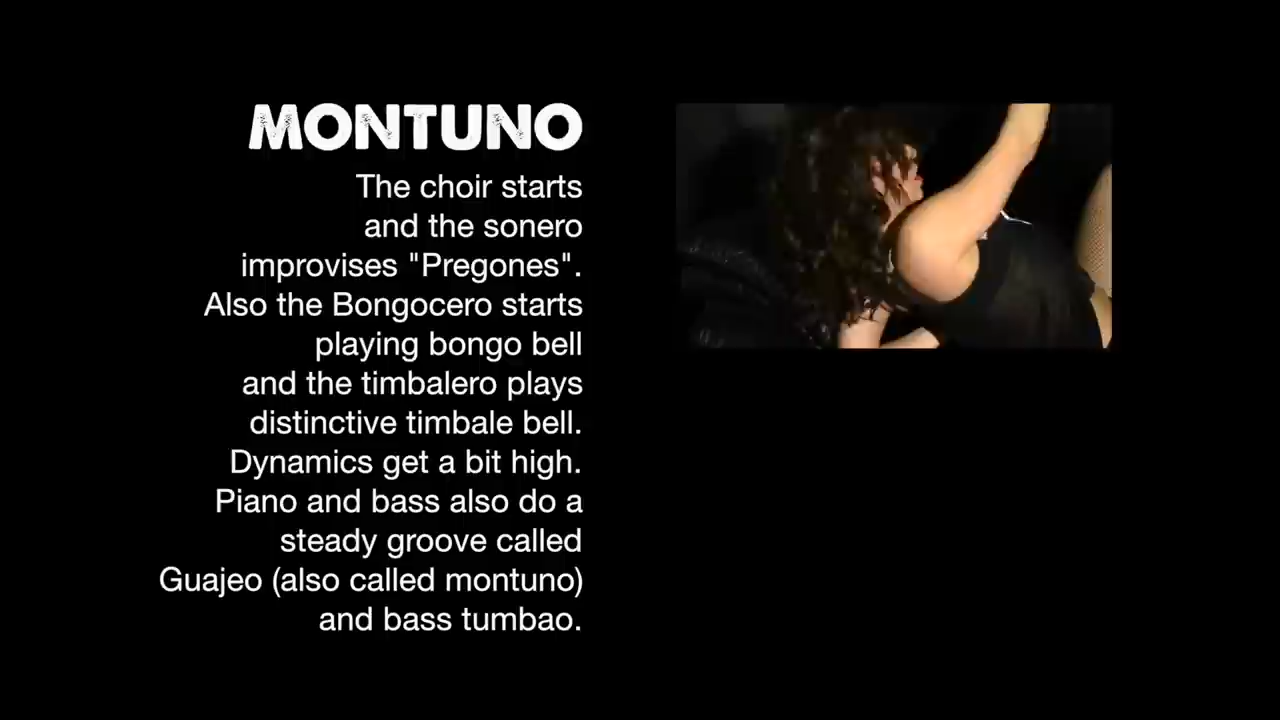 MONTUNO
The choir starts
and the sonero
improvises "Pregones".
Also the Bongocero starts
playing bongo bell
and the timbalero plays
distinctive timbale bell.
Dynamics get a bit high.
Piano and bass also do a
steady groove called
Guajeo (also called montuno)
and bass tumbao.